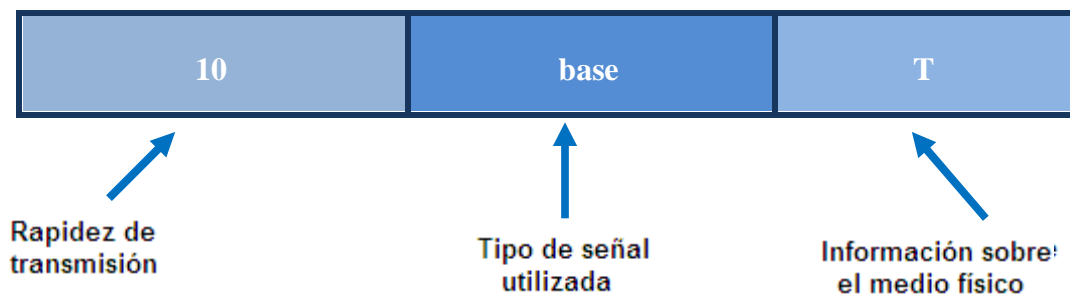 10 base T
Rapidez de
transmisión
Tipo de señal
utilizada
Información sobre
el medio físico